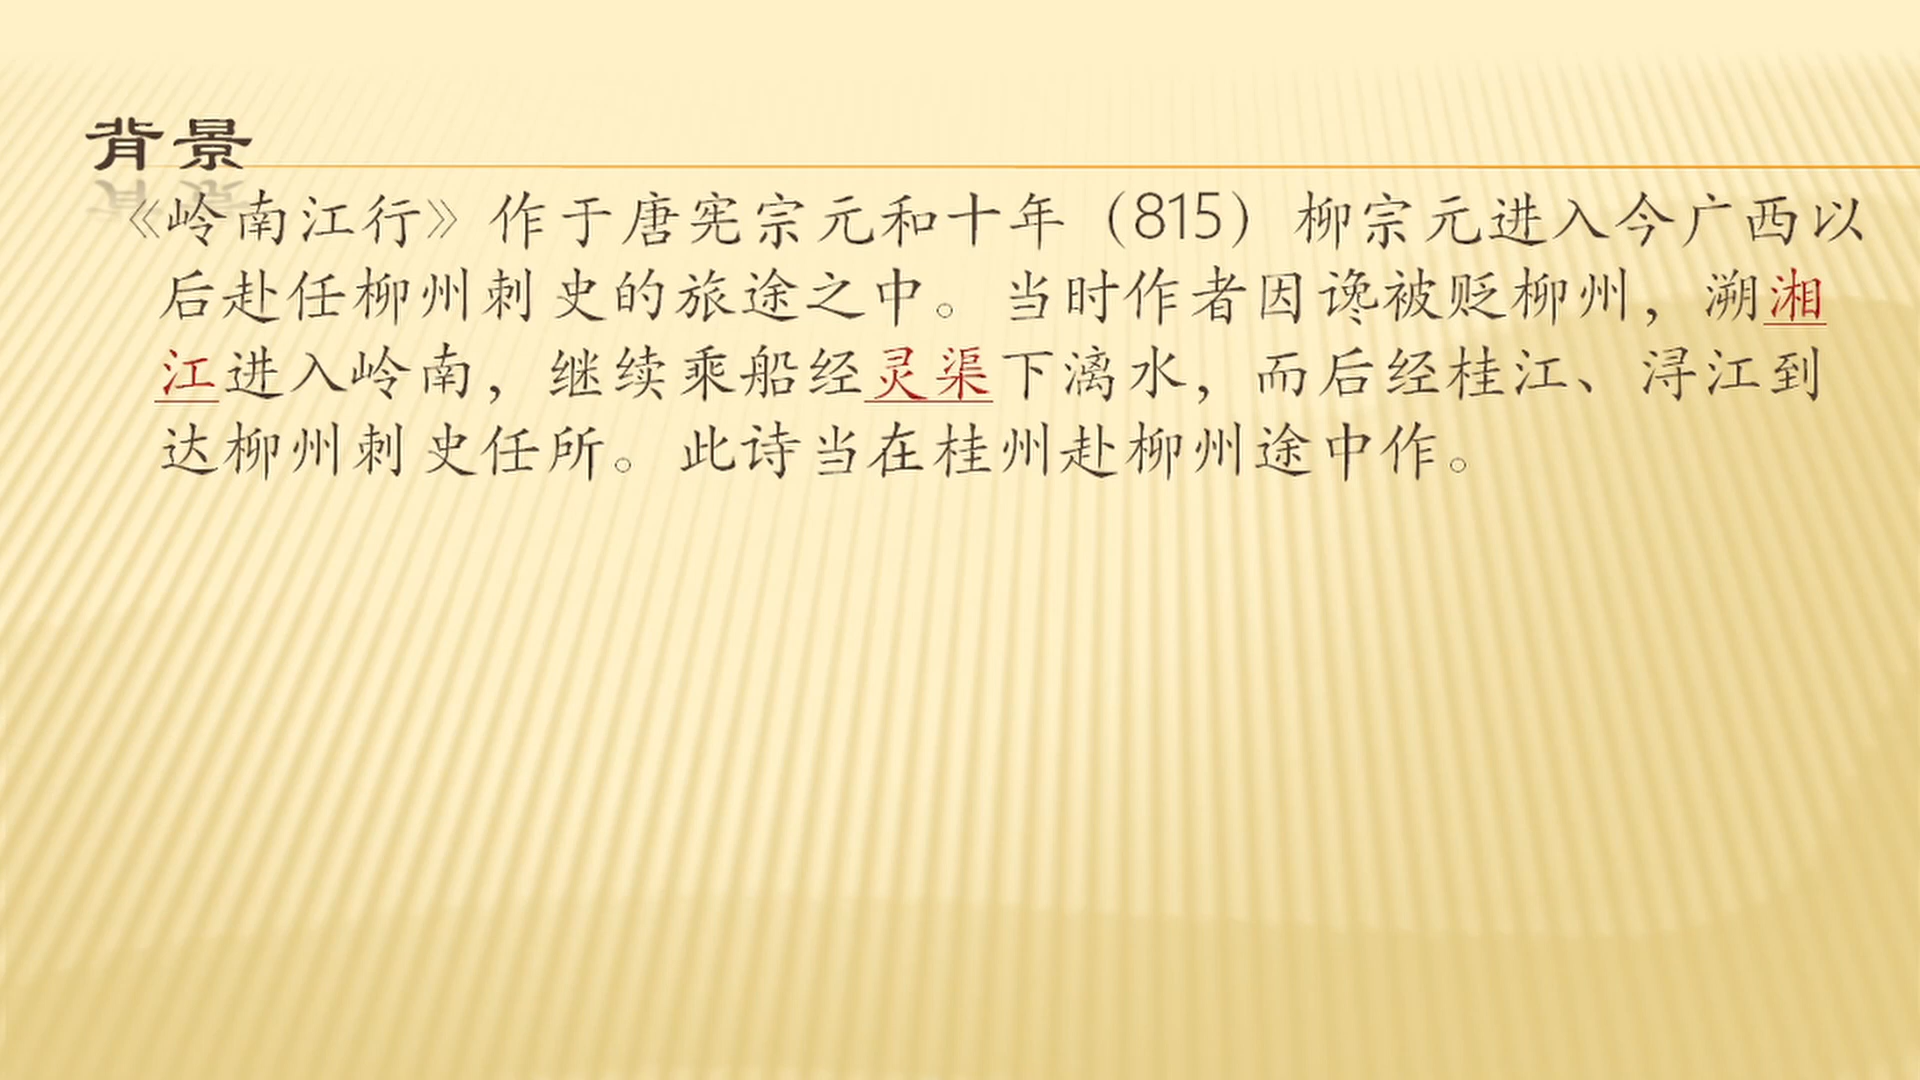 背景
《岭南江行》作于唐宪宗元和十年（815）柳宗元进入今广西以
后赴任柳州刺史的旅途之中。当时作者因谗被贬柳州，溯湘
江进入岭南，继续乘船经灵渠下漓水，而后经桂江、浔江到
达柳州刺史任所。此诗当在桂州赴柳州途中作。